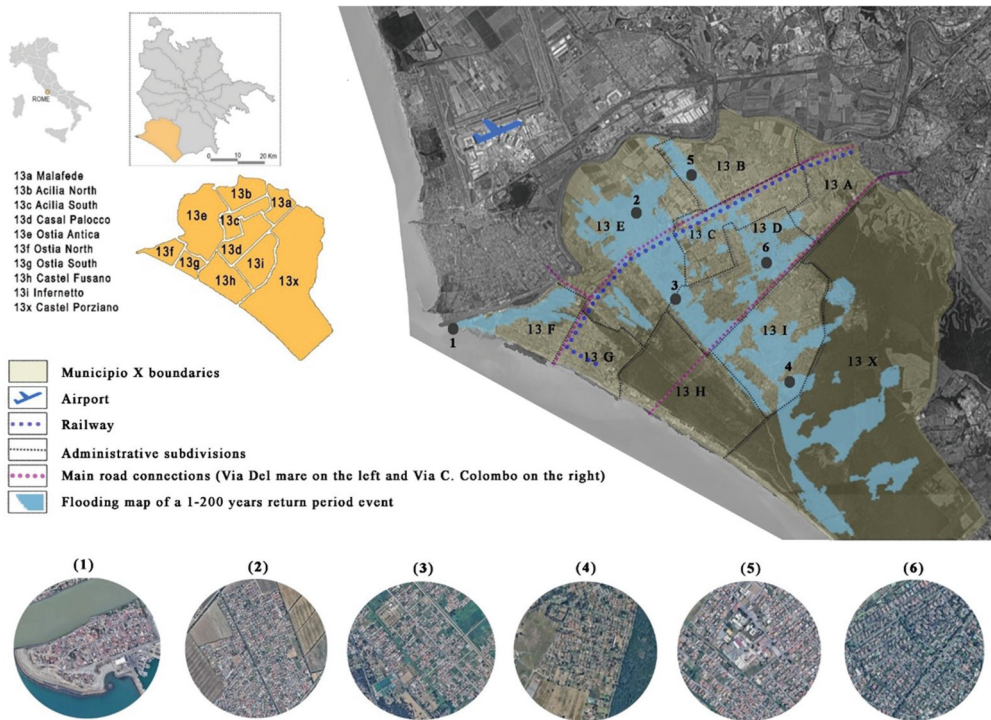 ROME
0 10 20 Km
13a Malafede
13b Acilia North
13c Acilia South
13d Casal Palocco
13e Ostia Antica
13f Ostia North
13g Ostia South
13h Castel Fusano
13i Infernetto
13x Castel Porziano
13b
13a
13e
13c
13d
13f
13g
13i
13h
13x
5
13 B
13 A
2
13 E
13 C
13 D
6
3
1
13 F
13 I
13 G
4
13 X
13 H
Municipio X boundarics
Airport
Railway
Administrative subdivisions
Main road connections (Via Del marc on the left and Via C. Colombo on the right)
Flooding map of a 1-200 years return period event
(1) (2) (3) (4) (5) (6)